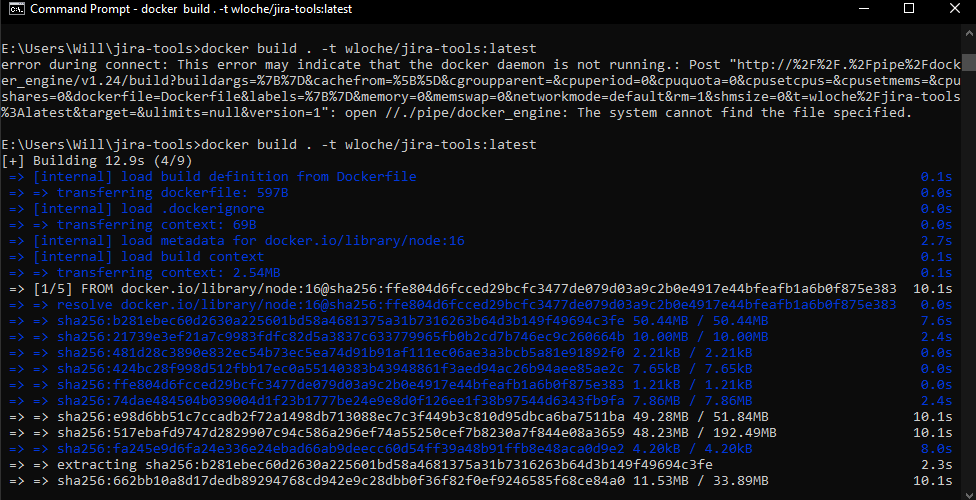 Command Prompt - docker  build . -t wloche/jira-tools:latest
E:\Users\Will\jira-tools>docker build . -t wloche/jira-tools:latest
error during connect: This error may indicate that the docker daemon is not running.: Post "http://%2F%2F.%2Fpipe%2Fdock
er_engine/v1.24/build?buildargs=%7B%7D&cachefrom=%5B%5D&cgroupparent=&cpuperiod=0&cpuquota=0&cpusetcpus=&cpusetmems=&cpu
shares=0&dockerfile=Dockerfile&labels=%7B%7D&memory=0&memswap=0&networkmode=default&rm=1&shmsize=0&t=wloche%2Fjira-tools
%3Alatest&target=&ulimits=null&version=1": open //./pipe/docker_engine: The system cannot find the file specified.
E:\Users\Will\jira-tools>docker build . -t wloche/jira-tools:latest
[+] Building 12.9s (4/9)
=> [internal] load build definition from Dockerfile 0.1s
=> => transferring dockerfile: 597B 0.0s
=> [internal] load .dockerignore 0.0s
=> => transferring context: 69B 0.0s
=> [internal] load metadata for docker.io/library/node:16 2.7s
=> [internal] load build context 0.1s
=> => transferring context: 2.54MB 0.1s
=> [1/5] FROM docker.io/library/node:16@sha256:ffe804d6fcced29bcfc3477de079d03a9c2b0e4917e44bfeafb1a6b0f875e383 10.1s
=> => resolve docker.io/library/node:16@sha256:ffe804d6fcced29bcfc3477de079d03a9c2b0e4917e44bfeafb1a6b0f875e383 0.0s
=> => sha256:b281ebec60d2630a225601bd58a4681375a31b7316263b64d3b149f49694c3fe 50.44MB / 50.44MB 7.6s
=> => sha256:21739e3ef21a7c9983fdfc82d5a3837c633779965fb0b2cd7b746ec9c260664b 10.00MB / 10.00MB 2.4s
=> => sha256:481d28c3890e832ec54b73ec5ea74d91b91af111ec06ae3a3bcb5a81e91892f0 2.21kB / 2.21kB 0.0s
=> => sha256:424bc28f998d512fbb17ec0a55140383b43948861f3aed94ac26b94aee85ae2c 7.65kB / 7.65kB 0.0s
=> => sha256:ffe804d6fcced29bcfc3477de079d03a9c2b0e4917e44bfeafb1a6b0f875e383 1.21kB / 1.21kB 0.0s
=> => sha256:74dae484504b039004d1f23b1777be24e9e8d0f126ee1f38b97544d6343fb9fa 7.86MB / 7.86MB 2.4s
=> => sha256:e98d6bb51c7ccadb2f72a1498db713088ec7c3f449b3c810d95dbca6ba7511ba 49.28MB / 51.84MB 10.1s
=> => sha256:517ebafd9747d2829907c94c586a296ef74a55250cef7b8230a7f844e08a3659 48.23MB / 192.49MB 10.1s
=> => sha256:fa245e9d6fa24e336e24ebad66ab9deecc60d54ff39a48b91ffb8e48aca0d9e2 4.20kB / 4.20kB 8.0s
=> => extracting sha256:b281ebec60d2630a225601bd58a4681375a31b7316263b64d3b149f49694c3fe 2.3s
=> => sha256:662bb10a8d17dedb89294768cd942e9c28dbb0f36f82f0ef9246585f68ce84a0 11.53MB / 33.89MB 10.1s